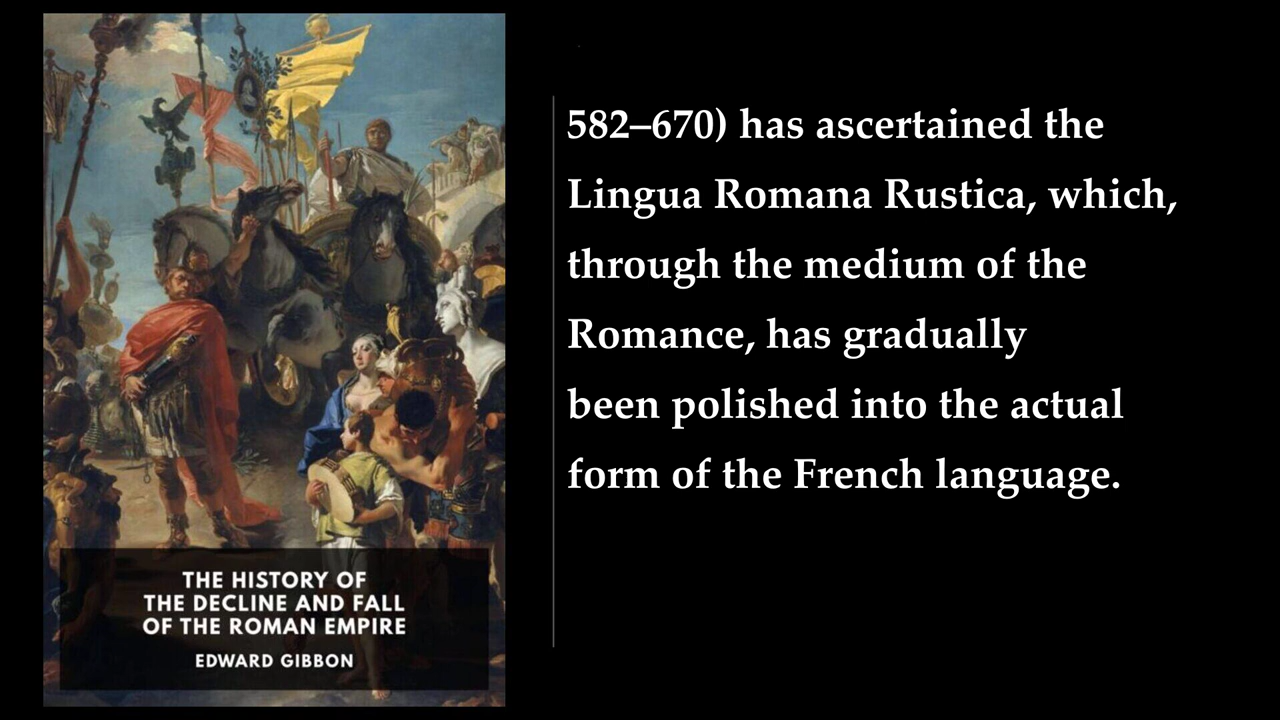 582–670) has ascertained the
Lingua Romana Rustica, which,
through the medium of the
Romance, has gradually
been polished into the actual
form of the French language.
THE HISTORY OF
THE DECLINE AND FALL
OF THE ROMAN EMPIRE
EDWARD GIBBON